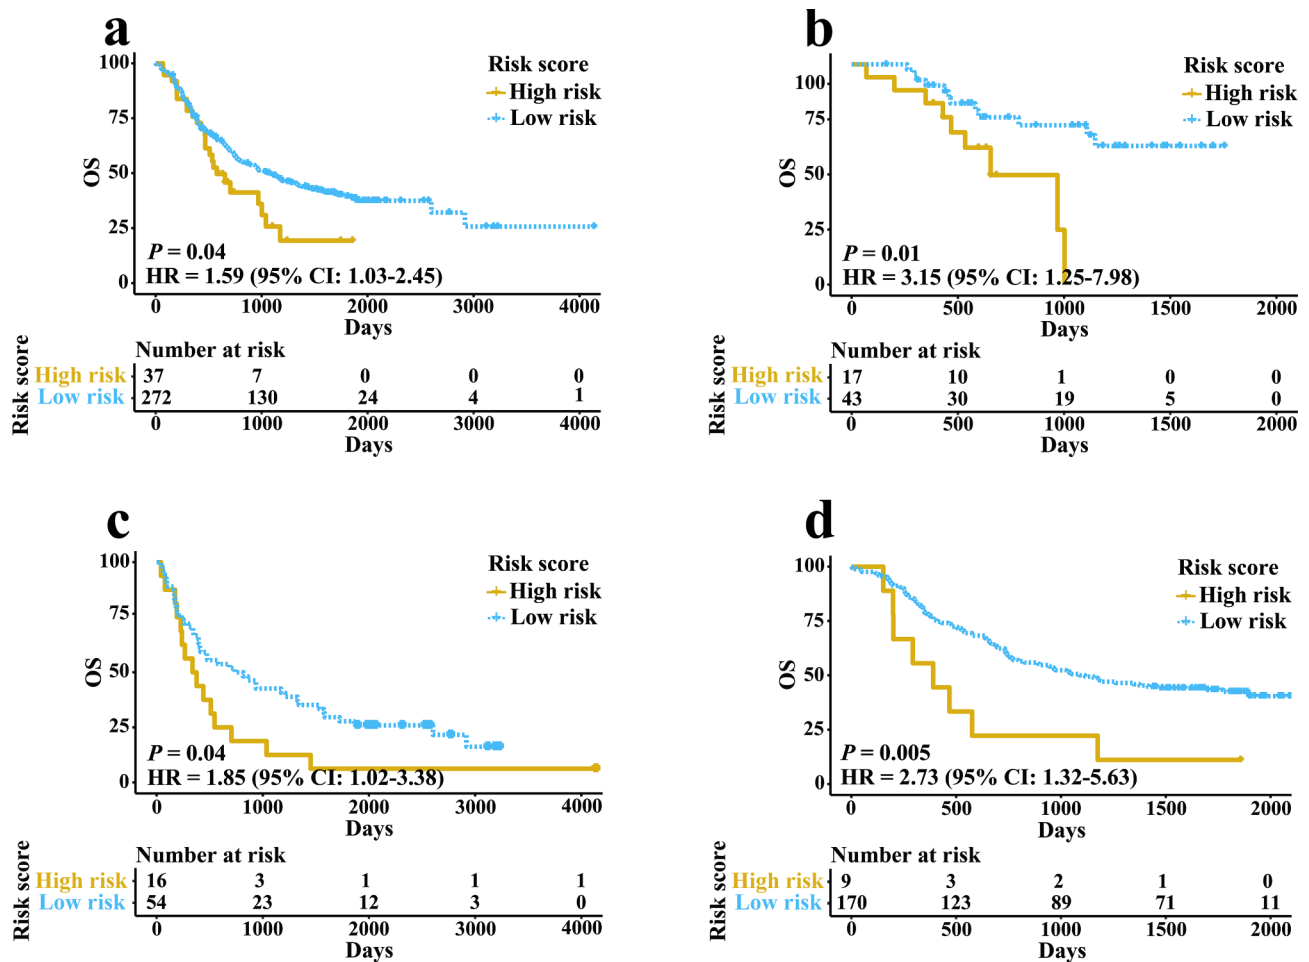 a
Risk score
High risk
Low risk
100
75
50
25
0
OS
P = 0.04
HR = 1.59 (95% CI: 1.03-2.45)
0 1000 2000 3000 4000
Days
Number at risk
Risk score
High risk 37 7 0 0 0
Low risk 272 130 24 4 1
0 1000 2000 3000 4000
Days
b
Risk score
High risk
Low risk
100
75
50
25
0
OS
P = 0.01
HR = 3.15 (95% CI: 1.25-7.98)
0 500 1000 1500 2000
Days
Number at risk
Risk score
High risk 17 10 1 0 0
Low risk 43 30 19 5 0
0 500 1000 1500 2000
Days
c
Risk score
High risk
Low risk
100
75
50
25
0
OS
P = 0.04
HR = 1.85 (95% CI: 1.02-3.38)
0 1000 2000 3000 4000
Days
Number at risk
Risk score
High risk 16 3 1 1 1
Low risk 54 23 12 3 0
0 1000 2000 3000 4000
Days
d
Risk score
High risk
Low risk
100
75
50
25
0
OS
P = 0.005
HR = 2.73 (95% CI: 1.32-5.63)
0 500 1000 1500 2000
Days
Number at risk
Risk score
High risk 9 3 2 1 0
Low risk 170 123 89 71 11
0 500 1000 1500 2000
Days